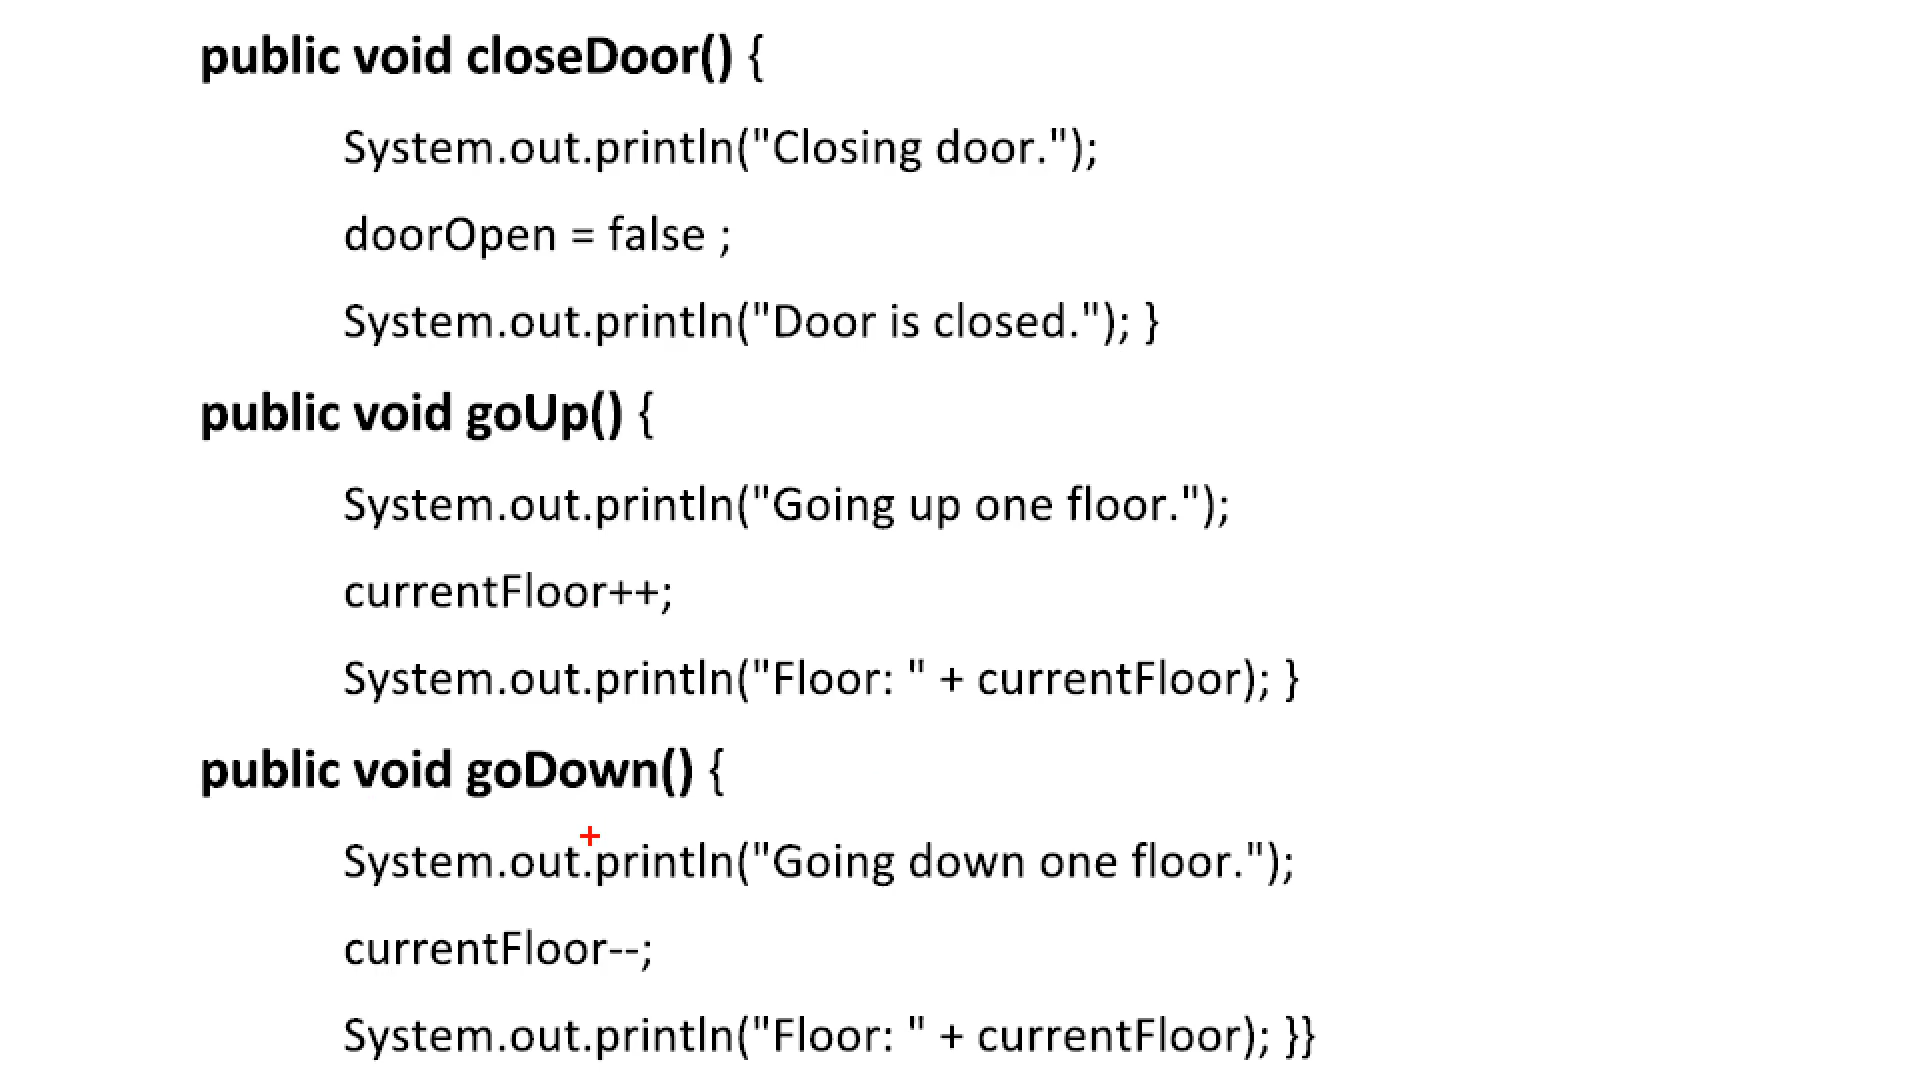 public void closeDoor() {
System.out.println("Closing door.");
doorOpen = false ;
System.out.println("Door is closed."); }
public void goUp() {
System.out.println("Going up one floor.");
currentFloor++;
System.out.println("Floor: " + currentFloor); }
public void goDown() {
System.out.println("Going down one floor.");
currentFloor--;
System.out.println("Floor: " + currentFloor); }}